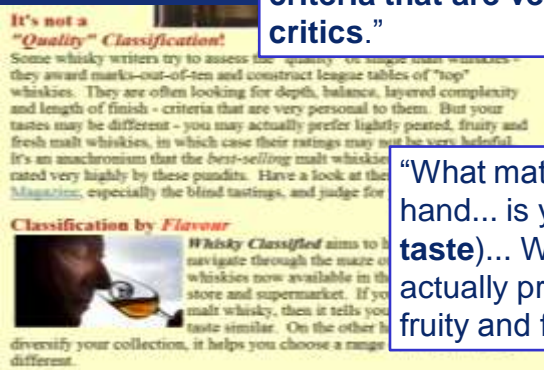 criteria that are ve
critics.”
It's not a
"Quality" Classification!
Some whisky writers try to assess the "quality" of single malt whiskies -
they award marks-out-of-ten and construct league tables of "top"
whiskies. They are often looking for depth, balance, layered complexity
and length of finish - criteria that are very personal to them. But your
tastes may be different - you may actually prefer lightly peated, fruity and
fresh malt whiskies, in which case their ratings may not be very helpful.
It's an anachronism that the best-selling malt whiskie
rated very highly by these pundits. Have a look at the
Magazine, especially the blind tastings, and judge for
“What mat
hand... is y
taste)... W
actually pr
fruity and f
Classification by Flavour
Whisky Classified aims to h
navigate through the maze o
whiskies now available in th
store and supermarket. If yo
malt whisky, then it tells you
taste similar. On the other h
diversify your collection, it helps you choose a range
different.